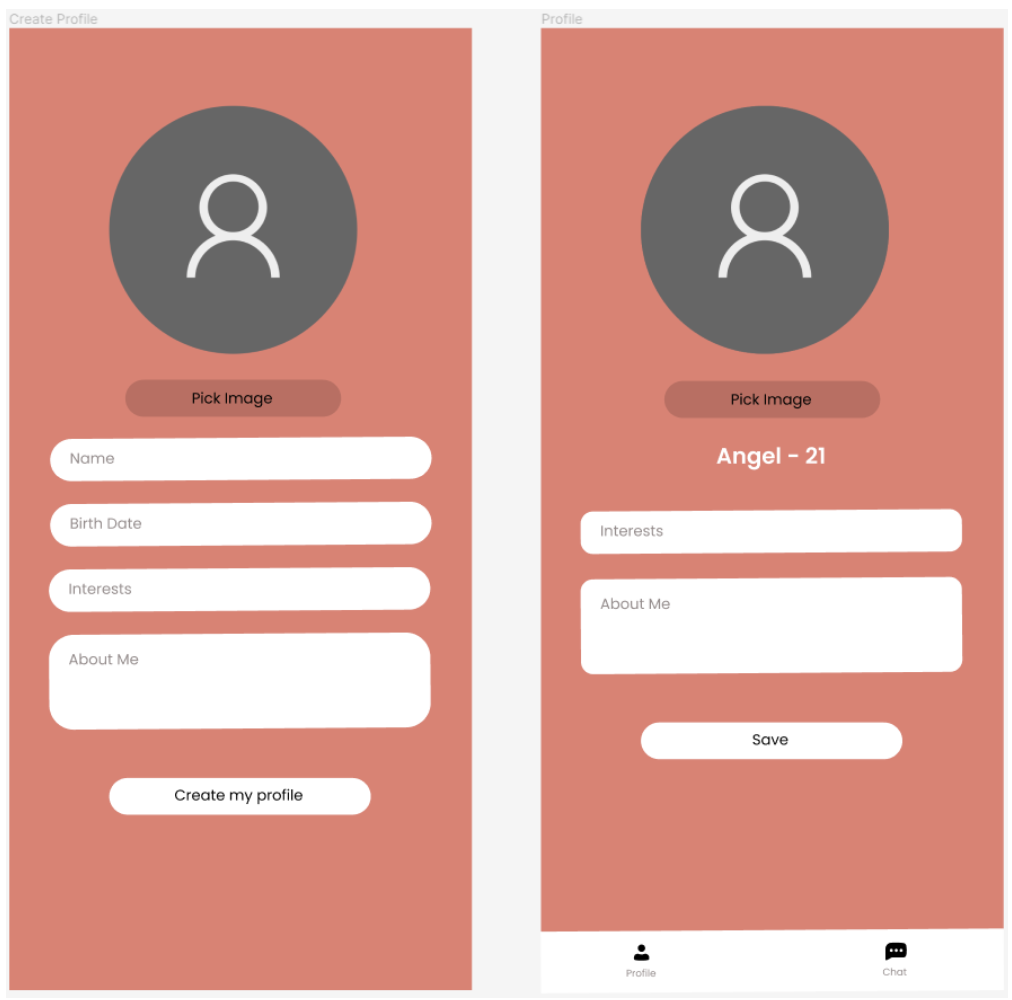 Create Profile
Pick Image
Name
Birth Date
Interests
About Me
Create my profile
Profile
Pick Image
Angel - 21
Interests
About Me
Save
Profile
Chat